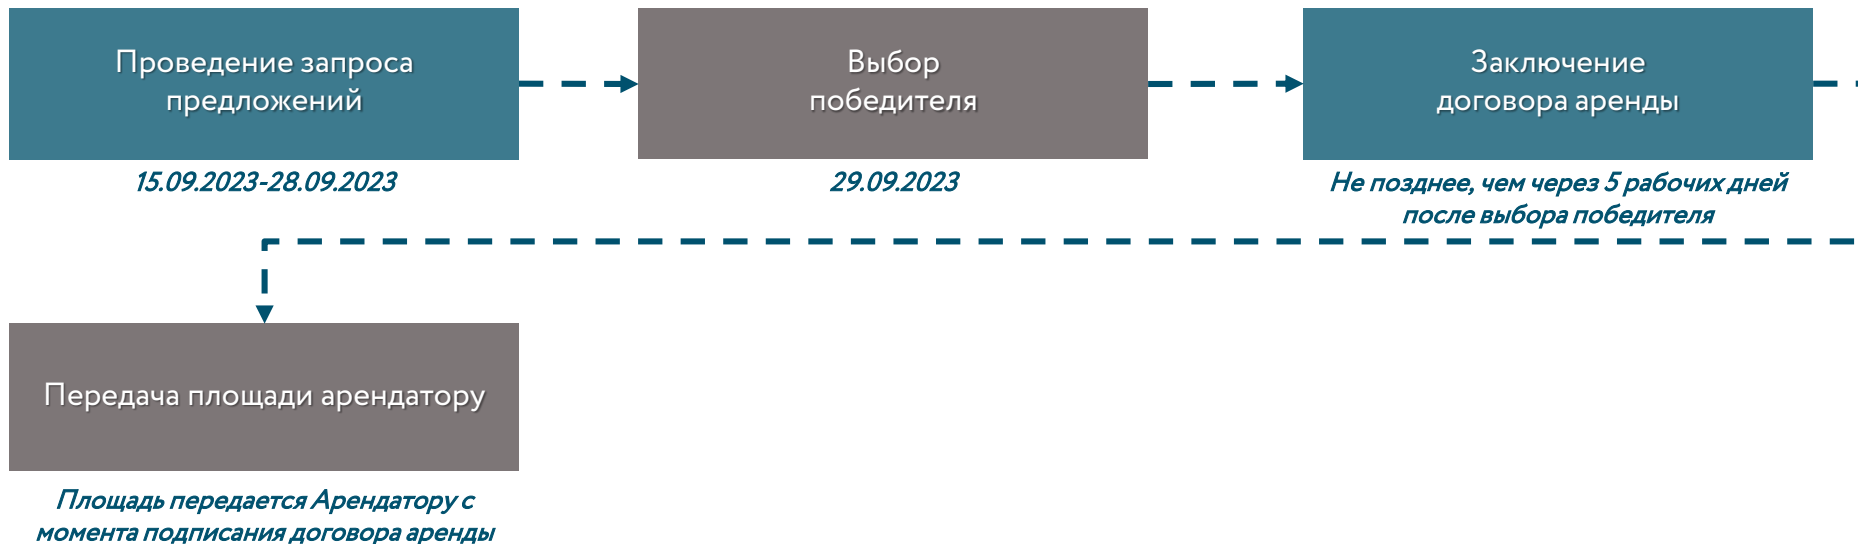 Проведение запроса
предложений
15.09.2023-28.09.2023
Выбор
победителя
29.09.2023
Заключение
договора аренды
Не позднее, чем через 5 рабочих дней
после выбора победителя
Передача площади арендатору
Площадь передается Арендатору с
момента подписания договора аренды